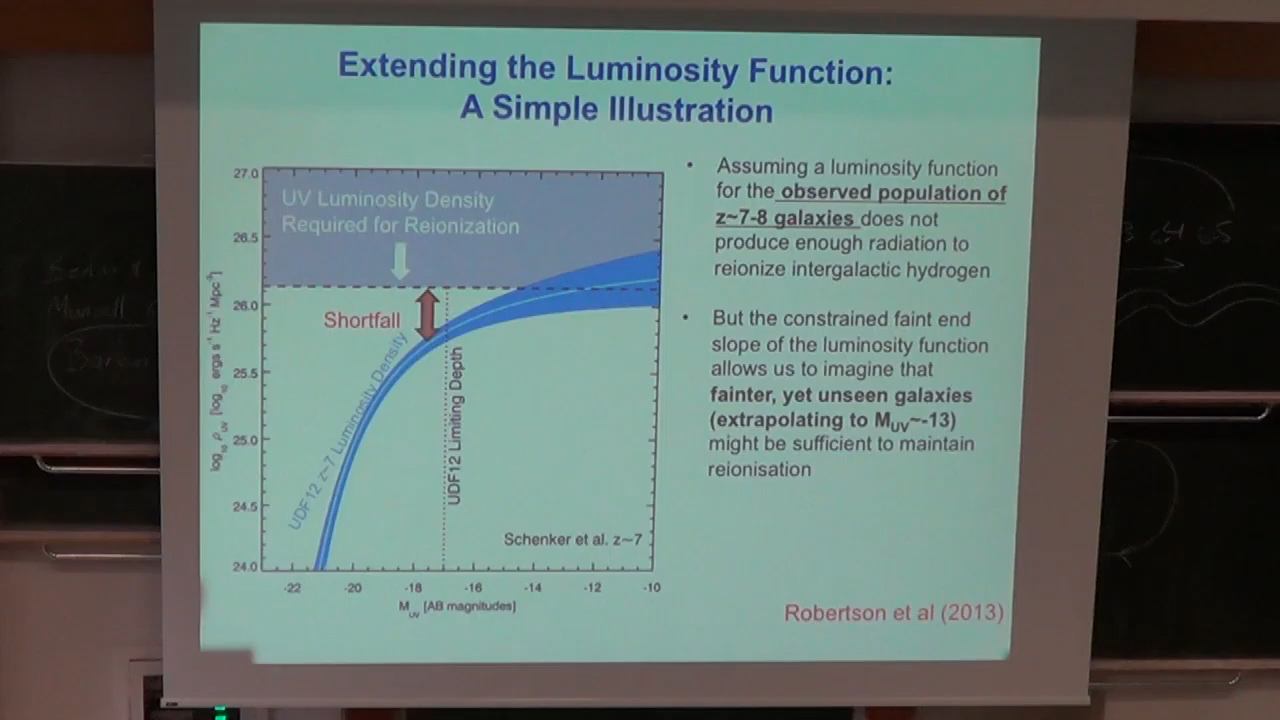 Extending the Luminosity Function:
A Simple Illustration
27.0
26.5
26.0
25.5
25.0
24.5
24.0
log₁₀ ρ_UV [log₁₀ ergs s⁻¹ Hz⁻¹ Mpc⁻³]
UV Luminosity Density
Required for Reionization
Shortfall
UDF12 z~7 Luminosity Density
UDF12 Limiting Depth
Schenker et al. z~7
-22 -20 -18 -16 -14 -12 -10
M_UV [AB magnitudes]
• Assuming a luminosity function
for the observed population of
z~7-8 galaxies does not
produce enough radiation to
reionize intergalactic hydrogen
• But the constrained faint end
slope of the luminosity function
allows us to imagine that
fainter, yet unseen galaxies
(extrapolating to M_UV~-13)
might be sufficient to maintain
reionisation
Robertson et al (2013)